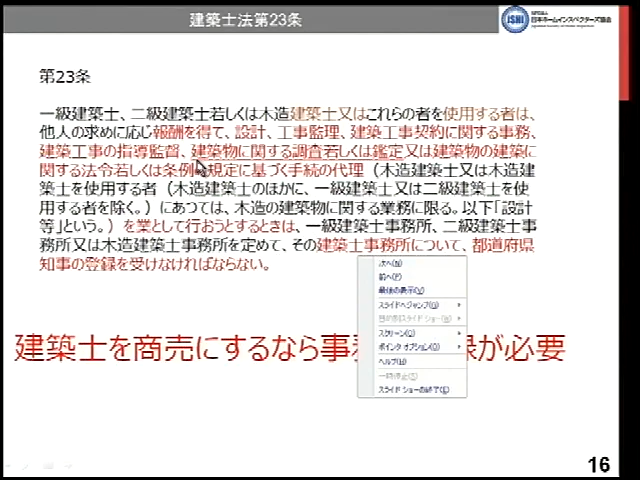 建築士法第23条
JSHI
日本ホームインスペクターズ協会
第23条
一級建築士、二級建築士若しくは木造建築士又はこれらの者を使用する者は、
他人の求めに応じ報酬を得て、設計、工事監理、建築工事契約に関する事務、
建築工事の指導監督、建築物に関する調査若しくは鑑定又は建築物の建築に
関する法令若しくは条例の規定に基づく手続の代理（木造建築士又は木造建
築士を使用する者（木造建築士のほかに、一級建築士又は二級建築士を使
用する者を除く。）にあつては、木造の建築物に関する業務に限る。以下「設計
等」という。）を業として行おうとするときは、一級建築士事務所、二級建築士事
務所又は木造建築士事務所を定めて、その建築士事務所について、都道府県
知事の登録を受けなければならない。
次へ(N)
前へ(P)
最後の表示(V)
スライドへジャンプ(G)
目的別スライド ショー(W)
スクリーン(C)
ポインタ オプション(O)
ヘルプ(H)
一時停止(S)
スライド ショーの終了(E)
建築士を商売にするなら事 録が必要
16